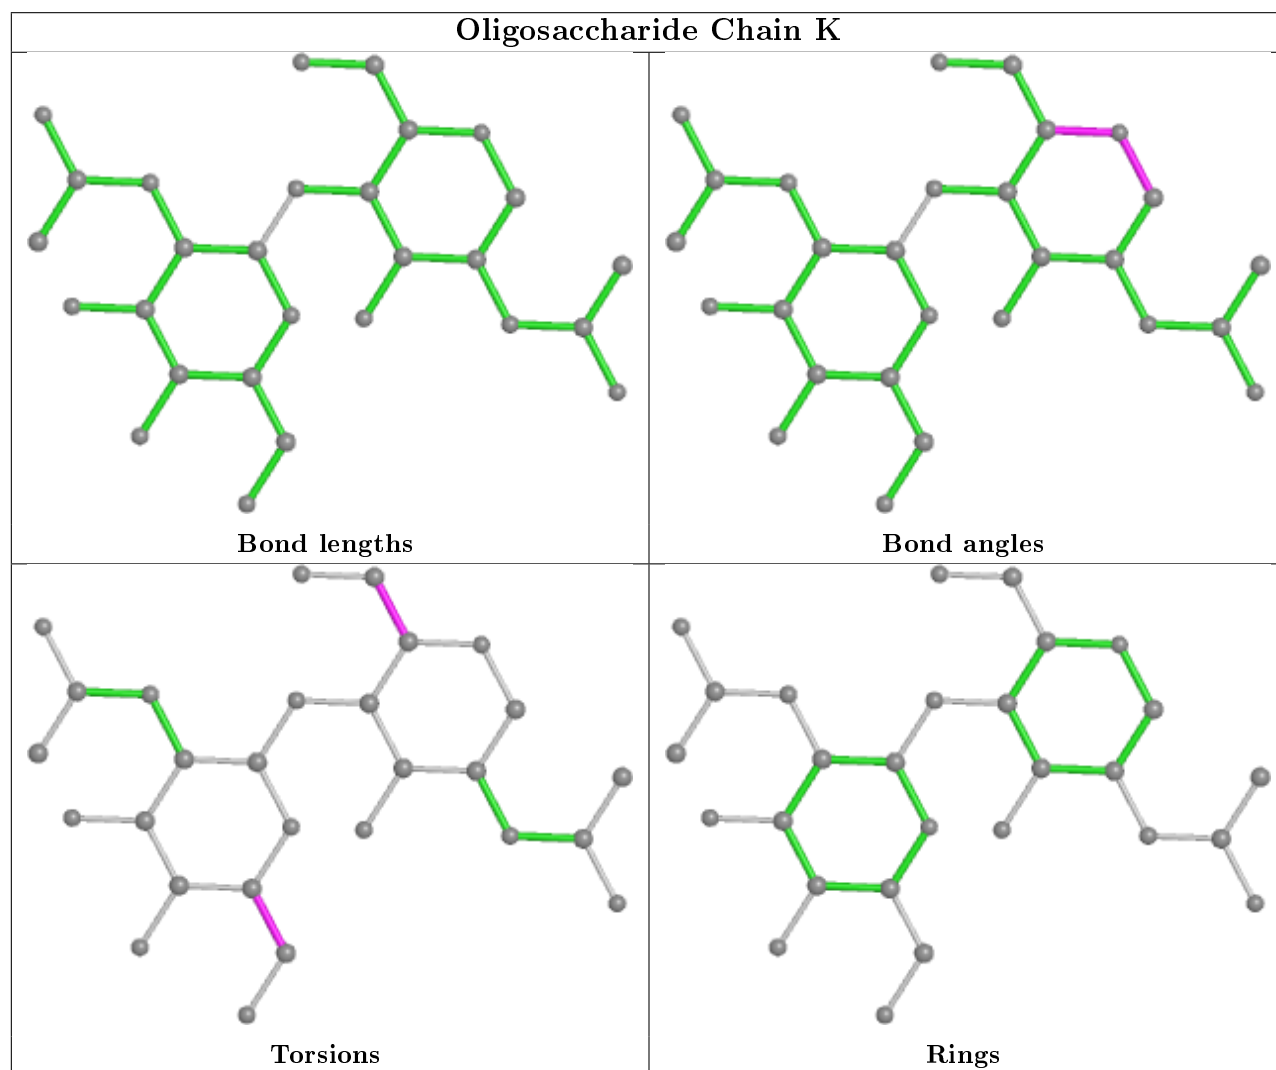 Oligosaccharide Chain K
Bond lengths
Bond angles
Torsions
Rings